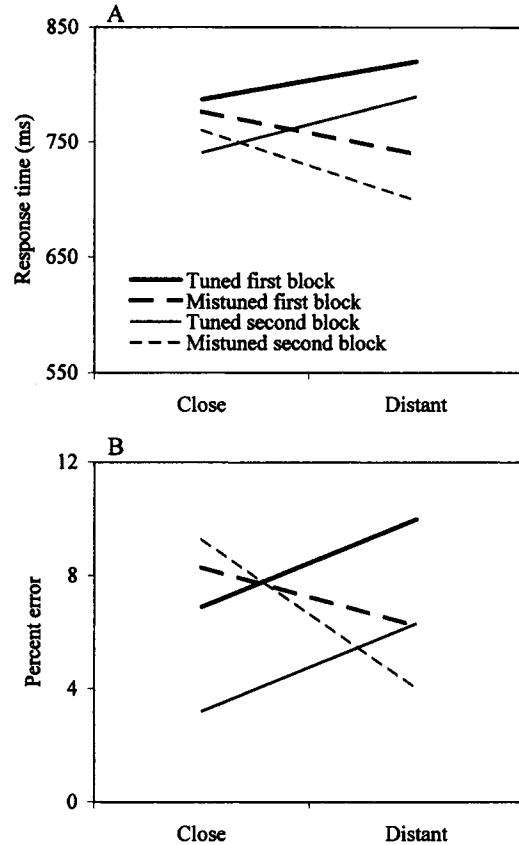 A
850
750
650
550
Response time (ms)
Tuned first block
Mistuned first block
Tuned second block
Mistuned second block
Close Distant
B
12
8
4
0
Percent error
Close Distant